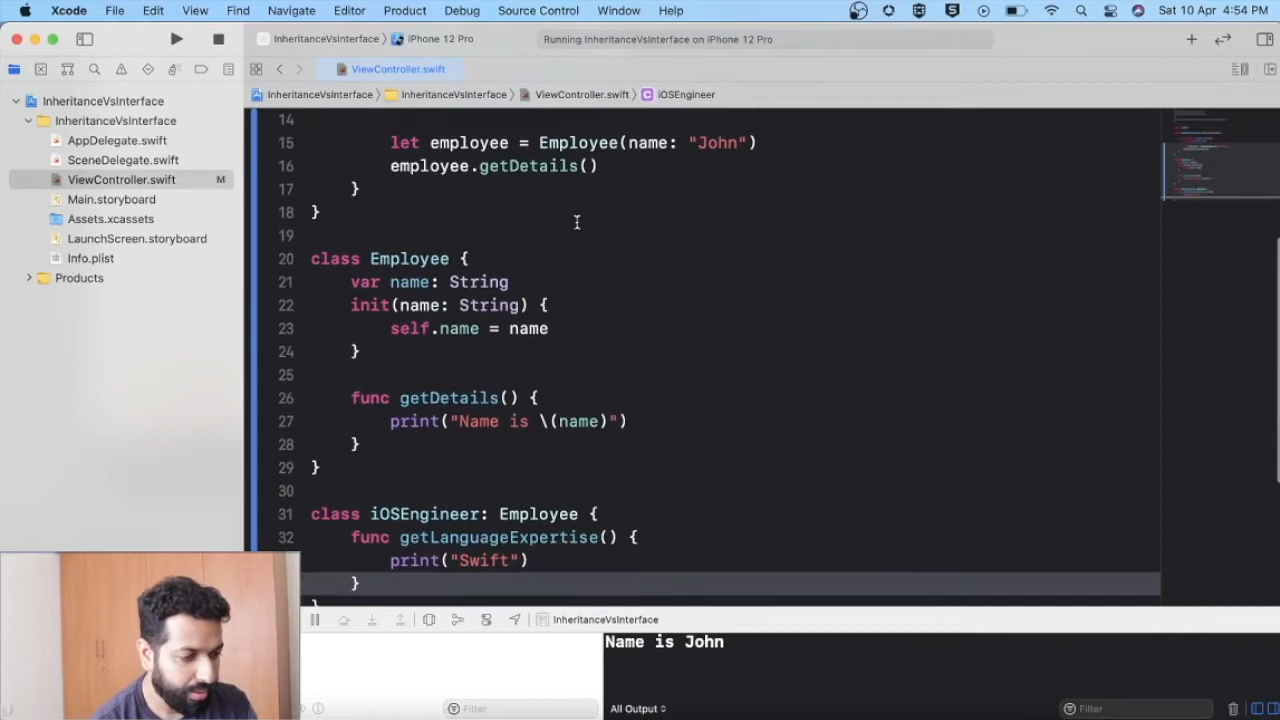 Xcode File Edit View Find Navigate Editor Product Debug Source Control Window Help Sat 10 Apr 4:54 PM
InheritanceVsInterface iPhone 12 Pro Running InheritanceVsInterface on iPhone 12 Pro
ViewController.swift
InheritanceVsInterface InheritanceVsInterface ViewController.swift C iOSEngineer
InheritanceVsInterface
InheritanceVsInterface
AppDelegate.swift
SceneDelegate.swift
ViewController.swift M
Main.storyboard
Assets.xcassets
LaunchScreen.storyboard
Info.plist
Products
14
15 let employee = Employee(name: "John")
16 employee.getDetails()
17 }
18 }
19
20 class Employee {
21 var name: String
22 init(name: String) {
23 self.name = name
24 }
25
26 func getDetails() {
27 print("Name is \(name)")
28 }
29 }
30
31 class iOSEngineer: Employee {
32 func getLanguageExpertise() {
print("Swift")
}
InheritanceVsInterface
Name is John
Filter All Output Filter